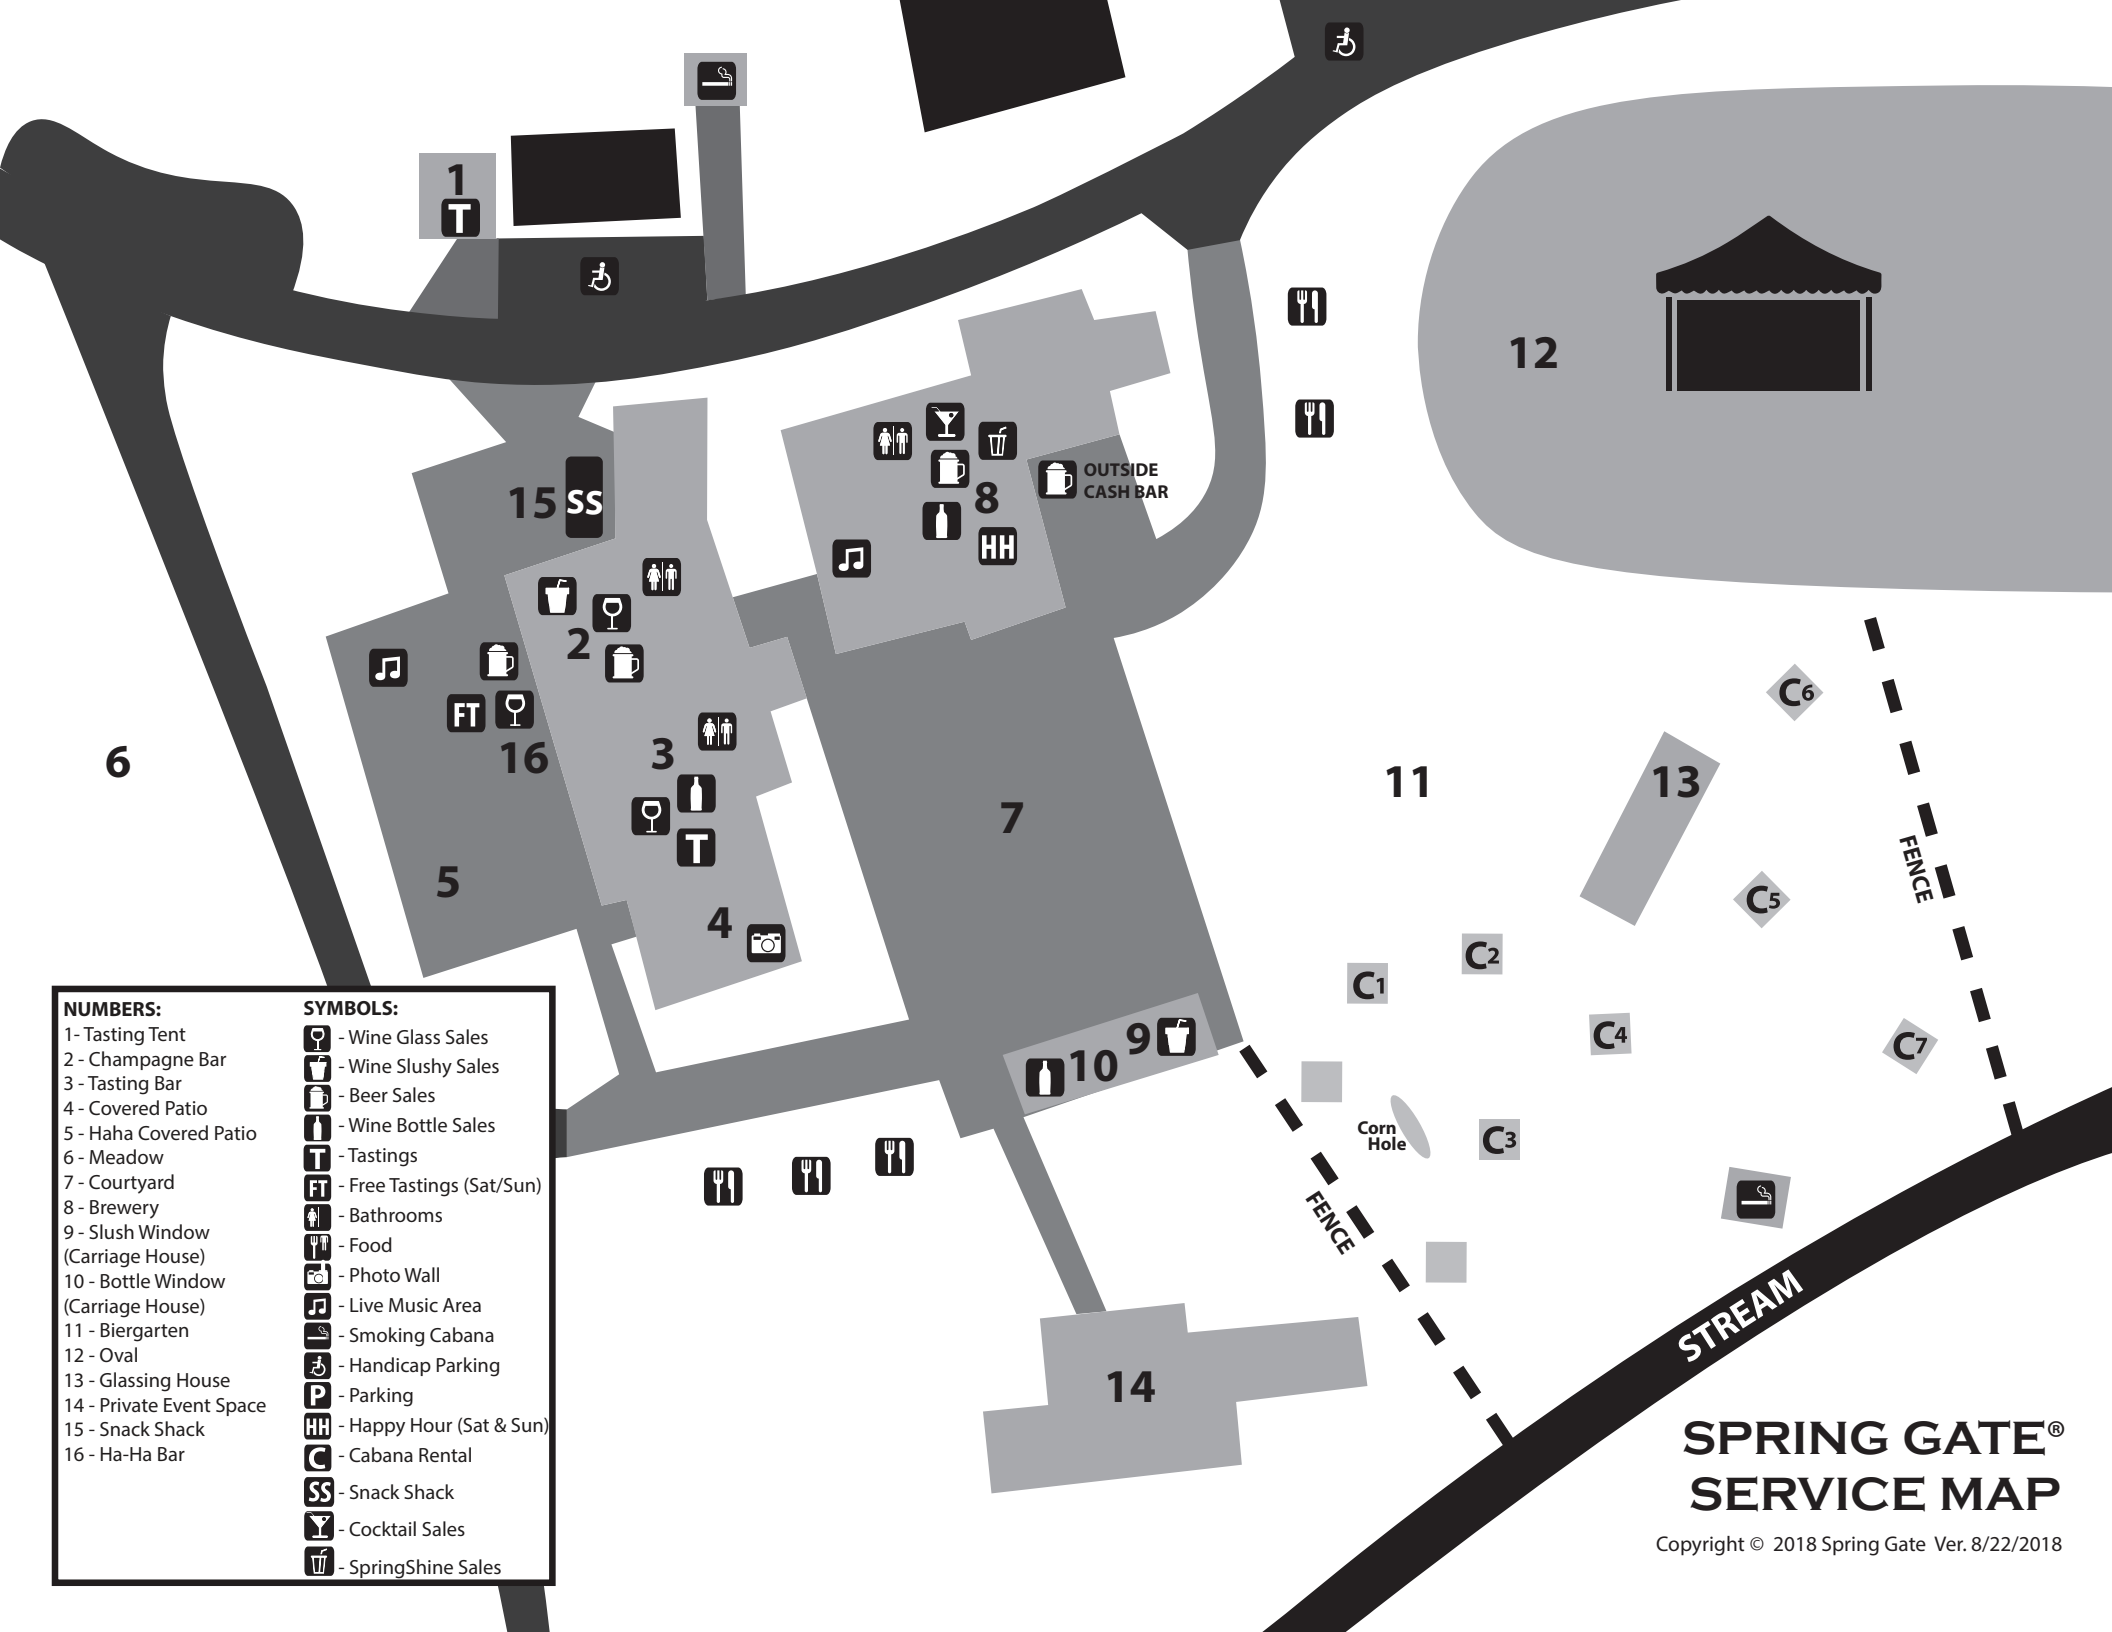 1
T
12
15 SS
OUTSIDE
CASH BAR
8
HH
2
FT
16
3
T
6
5
4
7
11
13
C6
C5
C2
C1
C4
C7
C3
FENCE
9
10
Corn
Hole
FENCE
14
STREAM
NUMBERS:
1- Tasting Tent
2 - Champagne Bar
3 - Tasting Bar
4 - Covered Patio
5 - Haha Covered Patio
6 - Meadow
7 - Courtyard
8 - Brewery
9 - Slush Window
(Carriage House)
10 - Bottle Window
(Carriage House)
11 - Biergarten
12 - Oval
13 - Glassing House
14 - Private Event Space
15 - Snack Shack
16 - Ha-Ha Bar
SYMBOLS:
- Wine Glass Sales
- Wine Slushy Sales
- Beer Sales
- Wine Bottle Sales
T - Tastings
FT - Free Tastings (Sat/Sun)
- Bathrooms
- Food
- Photo Wall
- Live Music Area
- Smoking Cabana
- Handicap Parking
P - Parking
HH - Happy Hour (Sat & Sun)
C - Cabana Rental
SS - Snack Shack
- Cocktail Sales
- SpringShine Sales
SPRING GATE®
SERVICE MAP
Copyright © 2018 Spring Gate Ver. 8/22/2018